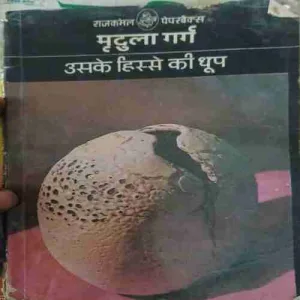 राजकमल पेपरबैक्स
मृदुला गर्ग
उसके हिस्से की धूप